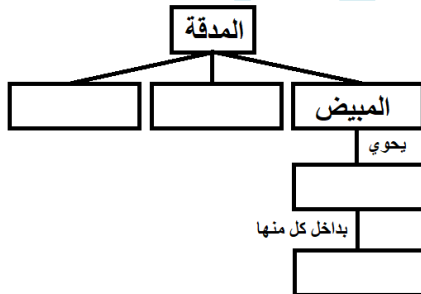 المدقة
المبيض
يحوي
بداخل كل منها